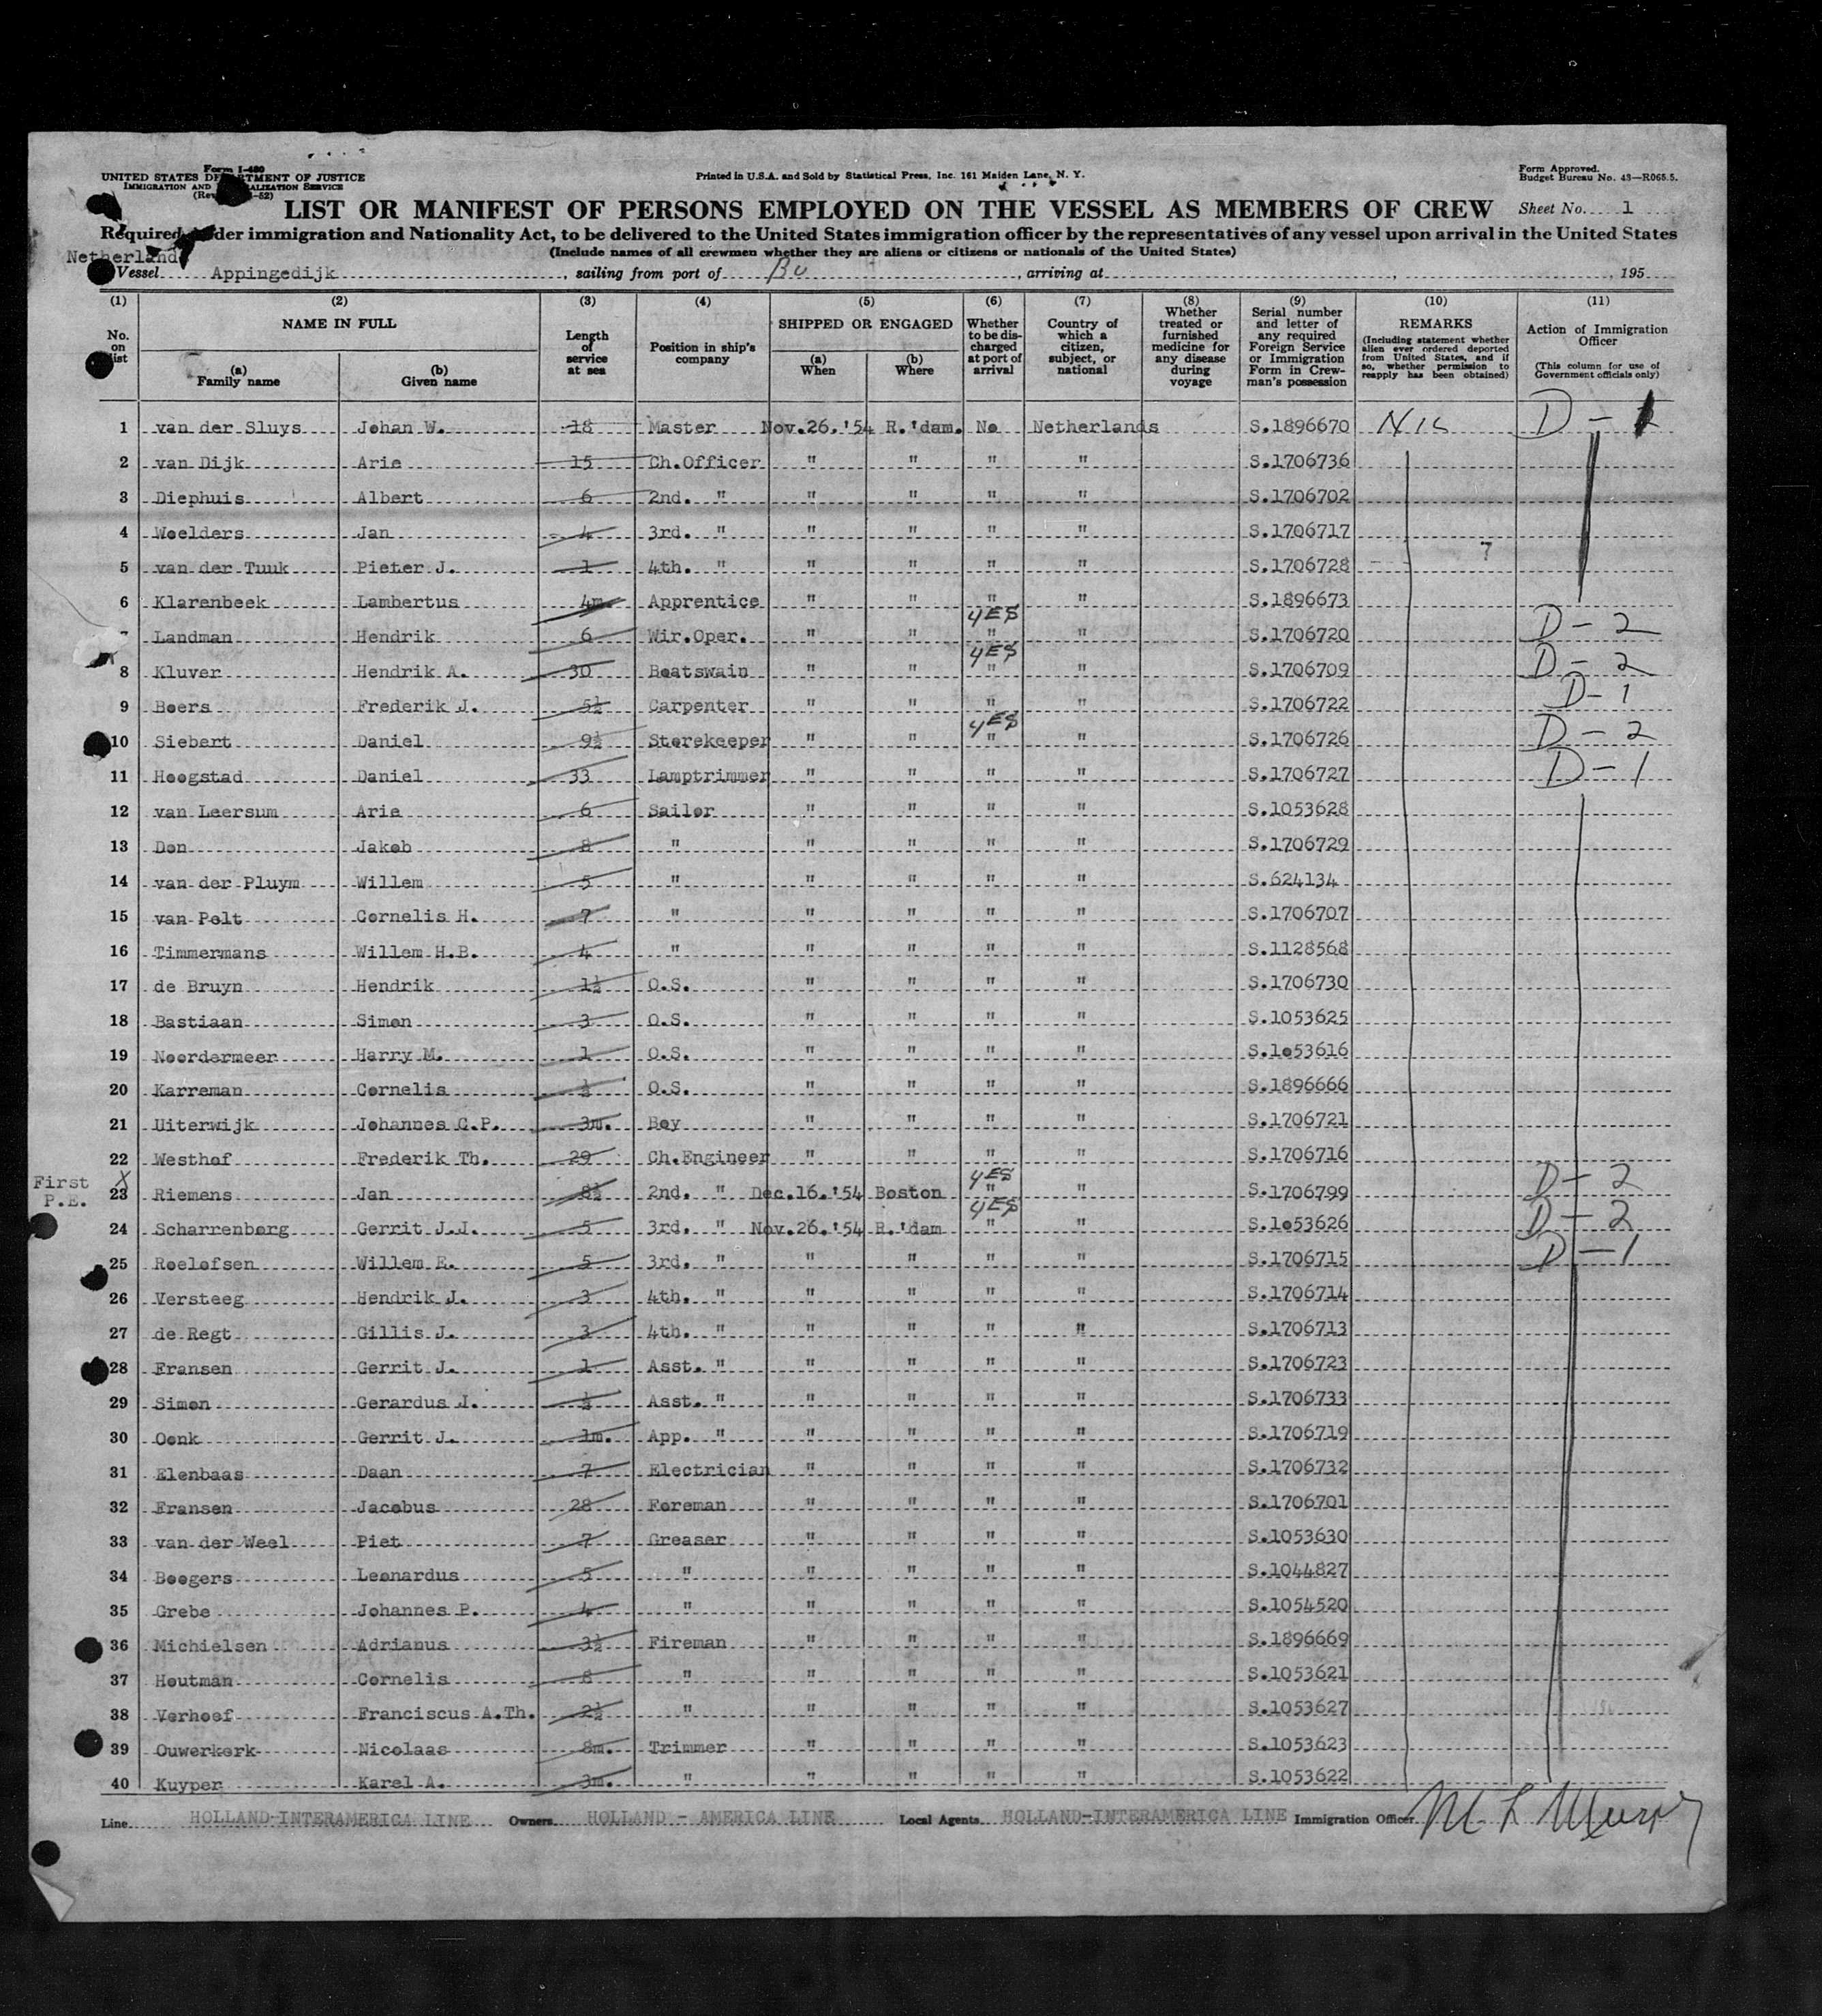 Form I-480
UNITED STATES DEPARTMENT OF JUSTICE
IMMIGRATION AND NATURALIZATION SERVICE
(Rev. -52)
Printed in U.S.A. and Sold by Statistical Press, Inc. 161 Maiden Lane, N. Y.
Form Approved.
Budget Bureau No. 43—R065.5.
LIST OR MANIFEST OF PERSONS EMPLOYED ON THE VESSEL AS MEMBERS OF CREW
Sheet No. 1
Required under immigration and Nationality Act, to be delivered to the United States immigration officer by the representatives of any vessel upon arrival in the United States
(Include names of all crewmen whether they are aliens or citizens or nationals of the United States)
Netherland
Vessel Appingedijk, sailing from port of , arriving at , , 195
(1) (2) (3) (4) (5) (6) (7) (8) (9) (10) (11)
No. on list
NAME IN FULL
(a) Family name
(b) Given name
Length of service at sea
Position in ship's company
SHIPPED OR ENGAGED
(a) When
(b) Where
Whether to be discharged at port of arrival
Country of which a citizen, subject, or national
Whether treated or furnished medicine for any disease during voyage
Serial number and letter of any required Foreign Service or Immigration Form in Crewman's possession
REMARKS
(Including statement whether alien ever ordered deported from United States, and if so, whether permission to reapply has been obtained)
Action of Immigration Officer
(This column for use of Government officials only)
1 van der Sluys Johan W. 18 Master Nov.26.'54 R.'dam. No Netherlands S.1896670 D-
2 van Dijk Arie 15 Ch.Officer " " " " S.1706736
3 Diephuis Albert 6 2nd. " " " " " S.1706702
4 Woelders Jan 4 3rd. " " " " " S.1706717
5 van der Tuuk Pieter J. 1 4th. " " " " " S.1706728
6 Klarenbeek Lambertus 4m. Apprentice " " " " S.1896673
7 Landman Hendrik 6 Wir.Oper. " " YES " " S.1706720 D-2
8 Kluver Hendrik A. 30 Boatswain " " YES " " S.1706709 D-2
9 Boers Frederik J. 5½ Carpenter " " " " S.1706722 D-1
10 Siebert Daniel 9½ Storekeeper " " YES " " S.1706726 D-2
11 Hoogstad Daniel 33 Lamptrimmer " " " " S.1706727 D-1
12 van Leersum Arie 6 Sailor " " " " S.1053628
13 Don Jakob 8 " " " " " S.1706729
14 van der Pluym Willem 5 " " " " " S.624134
15 van Pelt Cornelis H. 7 " " " " " S.1706707
16 Timmermans Willem H.B. 4 " " " " " S.1128568
17 de Bruyn Hendrik 1½ O.S. " " " " S.1706730
18 Bastiaan Simon 3 O.S. " " " " S.1053625
19 Noordermeer Harry M. 1 O.S. " " " " S.1053616
20 Karreman Cornelis ½ O.S. " " " " S.1896666
21 Uiterwijk Johannes C.P. 3m. Boy " " " " S.1706721
22 Westhof Frederik Th. 29 Ch.Engineer " " " " S.1706716
First P.E. X 23 Riemens Jan 8½ 2nd. " Dec.16.'54 Boston YES " " S.1706799 D-2
24 Scharrenberg Gerrit J.J. 5 3rd. " Nov.26.'54 R.'dam YES " " S.1053626 D-2
25 Roelofsen Willem E. 5 3rd. " " " " " S.1706715 D-1
26 Versteeg Hendrik J. 3 4th. " " " " " S.1706714
27 de Regt Gillis J. 3 4th. " " " " " S.1706713
28 Fransen Gerrit J. 1 Asst. " " " " " S.1706723
29 Simon Gerardus J. ½ Asst. " " " " " S.1706733
30 Oonk Gerrit J. 1m. App. " " " " " S.1706719
31 Elenbaas Daan 7 Electrician " " " " S.1706732
32 Fransen Jacobus 28 Foreman " " " " S.1706701
33 van der Weel Piet 7 Greaser " " " " S.1053630
34 Boogers Leonardus 5 " " " " " S.1044827
35 Grebe Johannes P. 4 " " " " " S.1054520
36 Michielsen Adrianus 3½ Fireman " " " " S.1896669
37 Houtman Cornelis 8 " " " " " S.1053621
38 Verhoef Franciscus A.Th. 2½ " " " " " S.1053627
39 Ouwerkerk Nicolaas 8m. Trimmer " " " " S.1053623
40 Kuyper Karel A. 3m. " " " " " S.1053622
Line HOLLAND-INTERAMERICA LINE Owners HOLLAND - AMERICA LINE Local Agents HOLLAND-INTERAMERICA LINE Immigration Officer